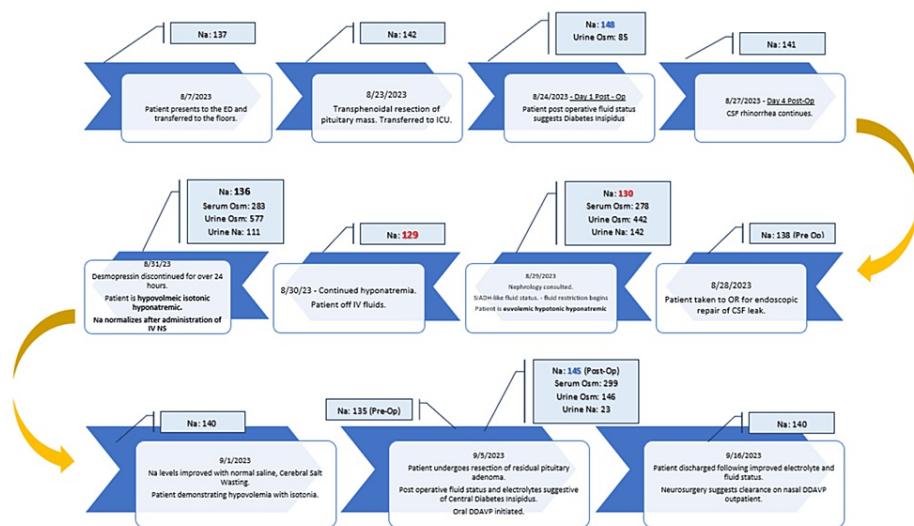 Na: 137
8/7/2023
Patient presents to the ED and
transferred to the floors.
Na: 142
8/23/2023
Transphenoidal resection of
pituitary mass. Transferred to ICU.
Na: 148
Urine Osm: 85
8/24/2023 - Day 1 Post - Op
Patient post operative fluid status
suggests Diabetes Insipidus
Na: 141
8/27/2023 - Day 4 Post-Op
CSF rhinorrhea continues.
Na: 136
Serum Osm: 283
Urine Osm: 577
Urine Na: 111
8/31/23
Desmopressin discontinued for over 24
hours.
Patient is hypovolmeic isotonic
hyponatremic.
Na normalizes after administration of
IV NS
Na: 129
8/30/23 - Continued hyponatremia.
Patient off IV fluids.
Na: 130
Serum Osm: 278
Urine Osm: 442
Urine Na: 142
8/29/2023
Nephrology consulted.
SIADH-like fluid status. - fluid restriction begins
Patient is euvolemic hypotonic hyponatremic
Na: 138 (Pre Op)
8/28/2023
Patient taken to OR for endoscopic
repair of CSF leak.
Na: 140
9/1/2023
Na levels improved with normal saline, Cerebral Salt
Wasting.
Patient demonstrating hypovolemia with isotonia.
Na: 135 (Pre-Op)
Na: 145 (Post-Op)
Serum Osm: 299
Urine Osm: 146
Urine Na: 23
9/5/2023
Patient undergoes resection of residual pituitary
adenoma.
Post operative fluid status and electrolytes suggestive
of Central Diabetes Insipidus.
Oral DDAVP initiated.
Na: 140
9/16/2023
Patient discharged following improved electrolyte and
fluid status.
Neurosurgery suggests clearance on nasal DDAVP
outpatient.